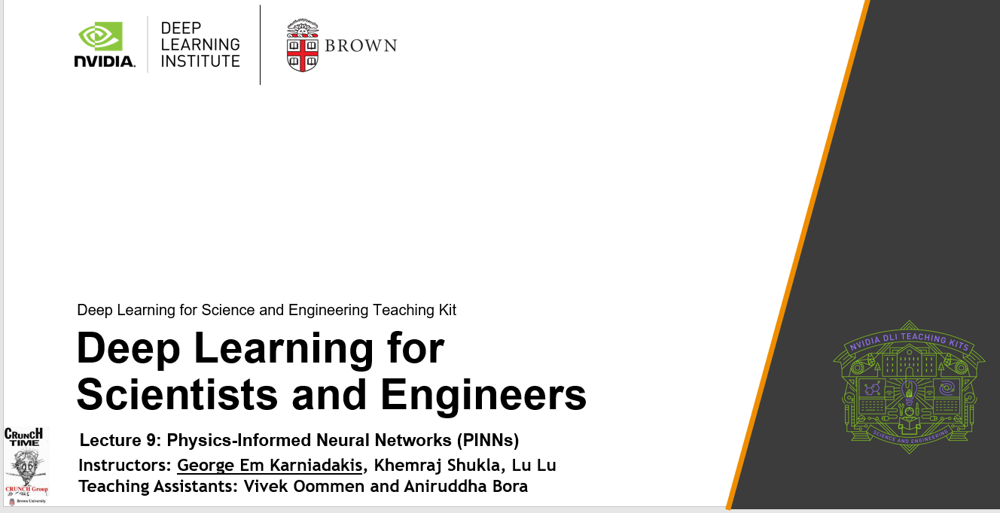 NVIDIA.
DEEP
LEARNING
INSTITUTE
BROWN
Deep Learning for Science and Engineering Teaching Kit
Deep Learning for
Scientists and Engineers
Lecture 9: Physics-Informed Neural Networks (PINNs)
Instructors: George Em Karniadakis, Khemraj Shukla, Lu Lu
Teaching Assistants: Vivek Oommen and Aniruddha Bora
CRUNCH
TIME
CRUNCH Group
Brown University
NVIDIA DLI TEACHING KITS
SCIENCE AND ENGINEERING